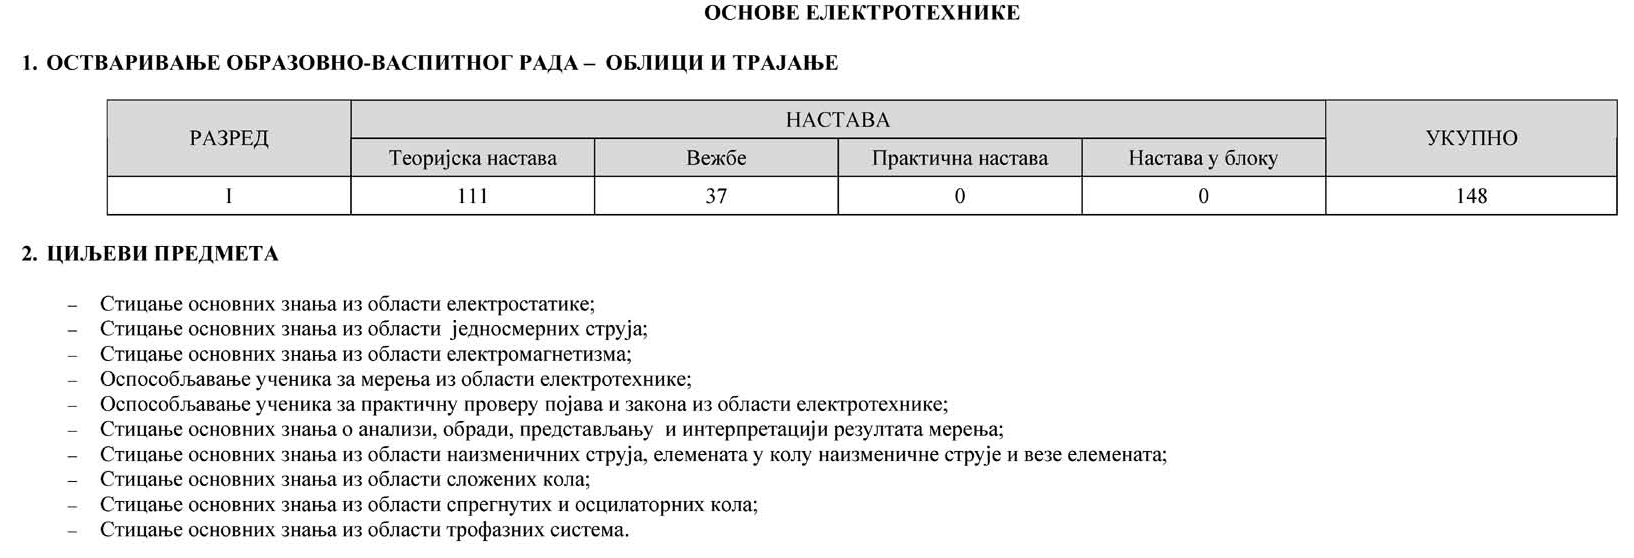 ОСНОВЕ ЕЛЕКТРОТЕХНИКЕ
1. ОСТВАРИВАЊЕ ОБРАЗОВНО-ВАСПИТНОГ РАДА – ОБЛИЦИ И ТРАЈАЊЕ
РАЗРЕД НАСТАВА УКУПНО
Теоријска настава Вежбе Практична настава Настава у блоку
I 111 37 0 0 148
2. ЦИЉЕВИ ПРЕДМЕТА
– Стицање основних знања из области електростатике;
– Стицање основних знања из области једносмерних струја;
– Стицање основних знања из области електромагнетизма;
– Оспособљавање ученика за мерења из области електротехнике;
– Оспособљавање ученика за практичну проверу појава и закона из области електротехнике;
– Стицање основних знања о анализи, обради, представљању и интерпретацији резултата мерења;
– Стицање основних знања из области наизменичних струја, елемената у колу наизменичне струје и везе елемената;
– Стицање основних знања из области сложених кола;
– Стицање основних знања из области спрегнутих и осцилаторних кола;
– Стицање основних знања из области трофазних система.